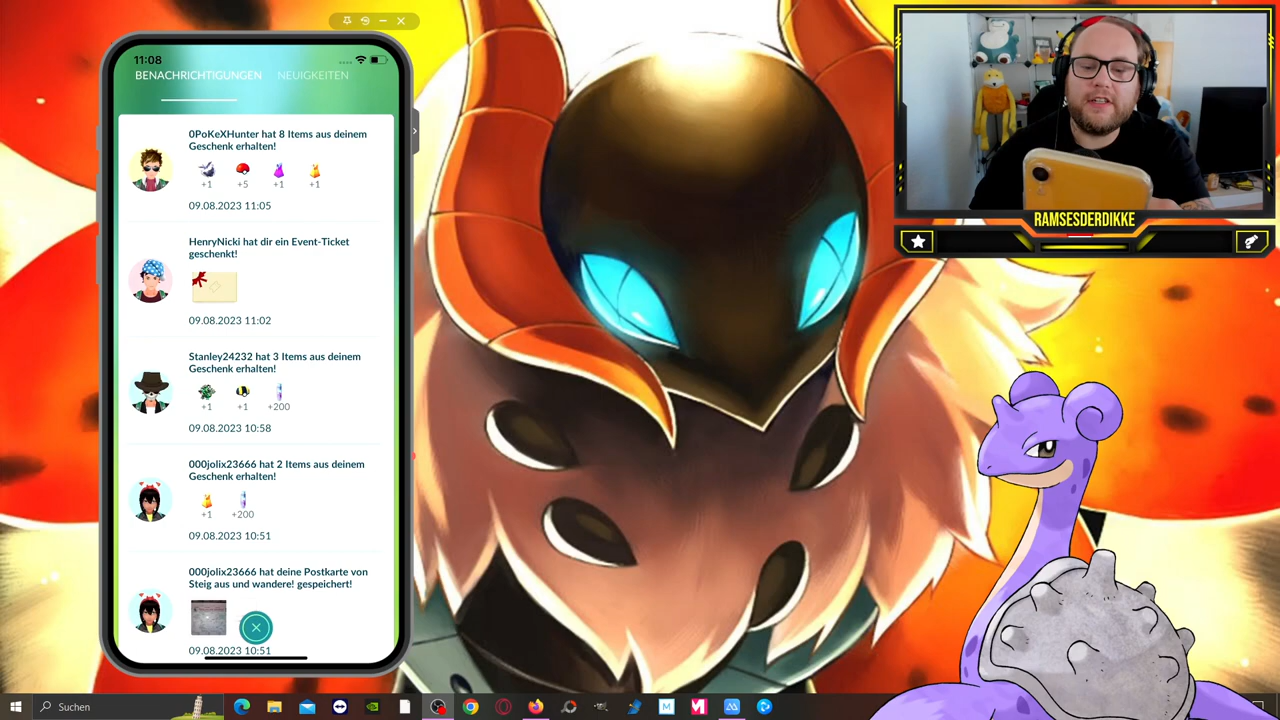 11:08
BENACHRICHTIGUNGEN NEUIGKEITEN
0PoKeXHunter hat 8 Items aus deinem
Geschenk erhalten!
+1 +5 +1 +1
09.08.2023 11:05
HenryNicki hat dir ein Event-Ticket
geschenkt!
09.08.2023 11:02
Stanley24232 hat 3 Items aus deinem
Geschenk erhalten!
+1 +1 +200
09.08.2023 10:58
000jolix23666 hat 2 Items aus deinem
Geschenk erhalten!
+1 +200
09.08.2023 10:51
000jolix23666 hat deine Postkarte von
Steig aus und wandere! gespeichert!
09.08.2023 10:51
RAMSESDERDIKKE
Suchen